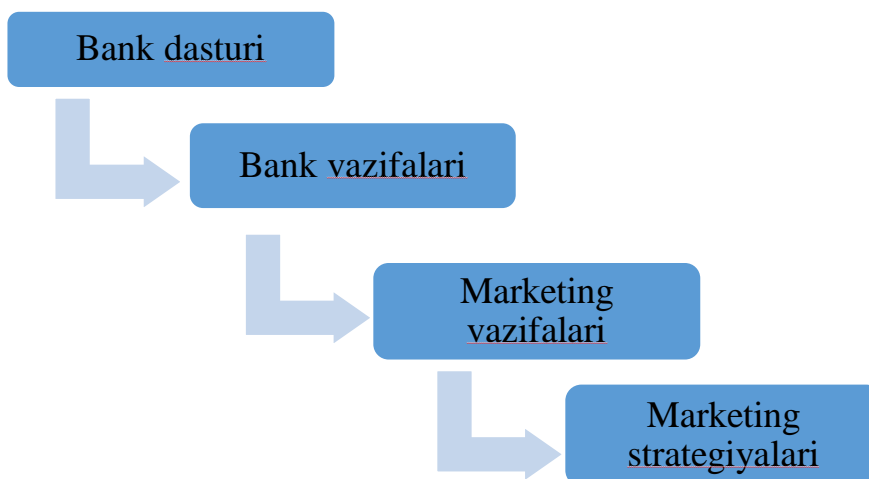 Bank dasturi
Bank vazifalari
Marketing
vazifalari
Marketing
strategiyalari